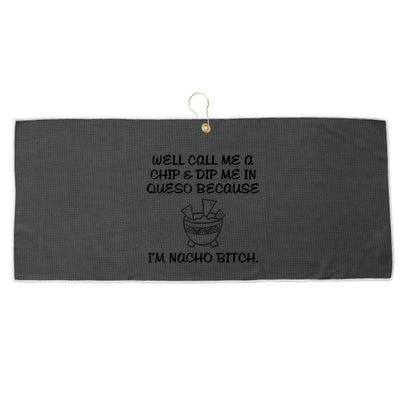 WELL CALL ME A
CHIP & DIP ME IN
QUESO BECAUSE
I'M NACHO BITCH.